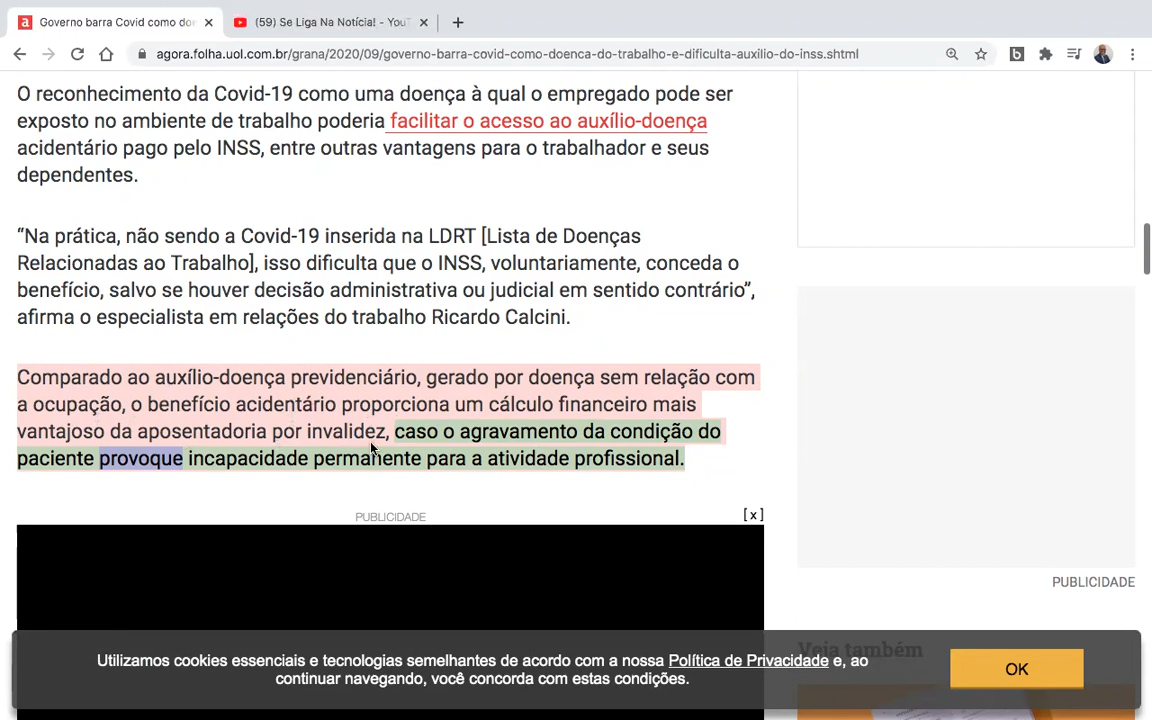 Governo barra Covid como do
(59) Se Liga Na Notícia! - YouT
agora.folha.uol.com.br/grana/2020/09/governo-barra-covid-como-doenca-do-trabalho-e-dificulta-auxilio-do-inss.shtml
O reconhecimento da Covid-19 como uma doença à qual o empregado pode ser
exposto no ambiente de trabalho poderia facilitar o acesso ao auxílio-doença
acidentário pago pelo INSS, entre outras vantagens para o trabalhador e seus
dependentes.
“Na prática, não sendo a Covid-19 inserida na LDRT [Lista de Doenças
Relacionadas ao Trabalho], isso dificulta que o INSS, voluntariamente, conceda o
benefício, salvo se houver decisão administrativa ou judicial em sentido contrário”,
afirma o especialista em relações do trabalho Ricardo Calcini.
Comparado ao auxílio-doença previdenciário, gerado por doença sem relação com
a ocupação, o benefício acidentário proporciona um cálculo financeiro mais
vantajoso da aposentadoria por invalidez, caso o agravamento da condição do
paciente provoque incapacidade permanente para a atividade profissional.
PUBLICIDADE
[ x ]
PUBLICIDADE
Veja também
Utilizamos cookies essenciais e tecnologias semelhantes de acordo com a nossa Política de Privacidade e, ao
continuar navegando, você concorda com estas condições.
OK